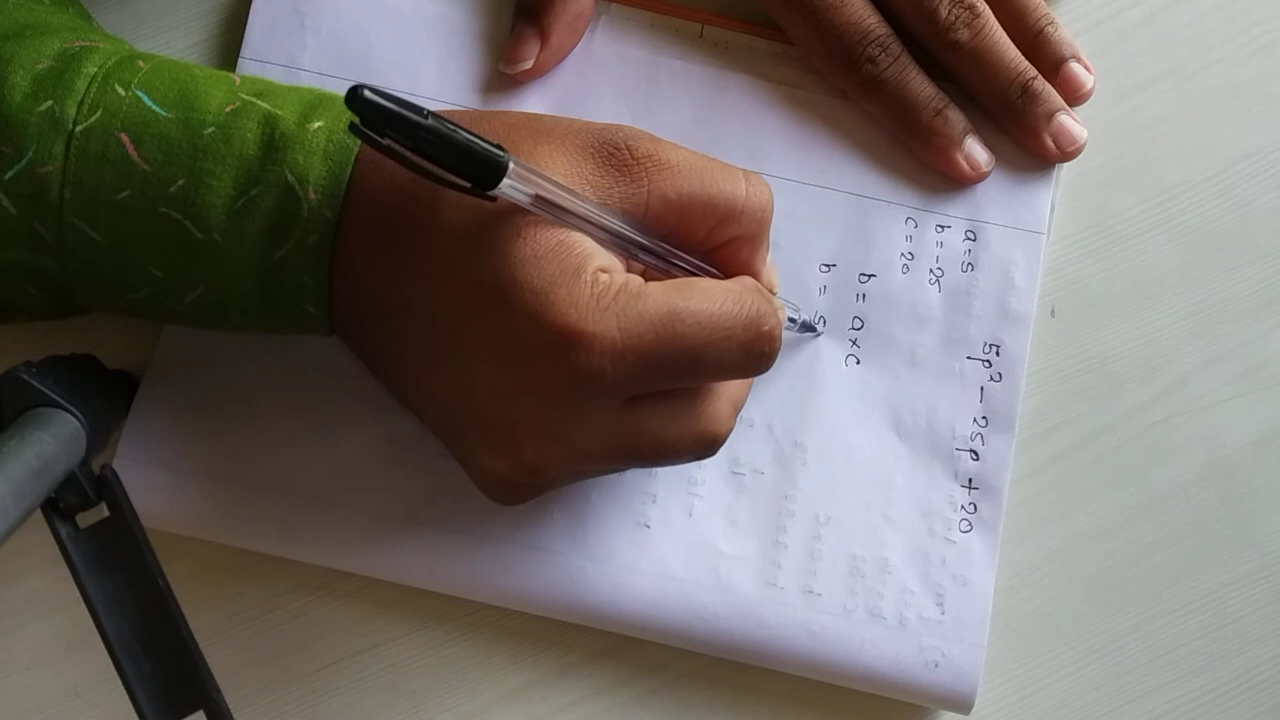 5p² - 25p + 20
a = 5
b = -25
c = 20
b = a × c
b = 5